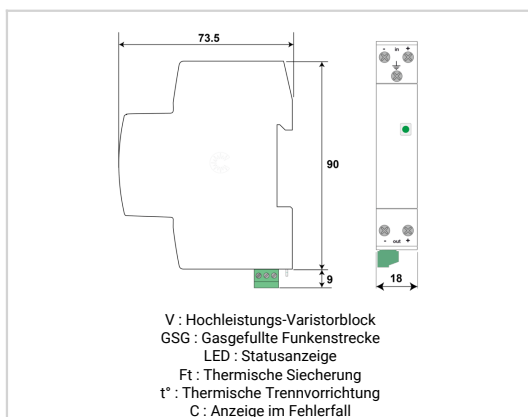 73.5
- in +
90
- out +
9
18
V : Hochleistungs-Varistorblock
GSG : Gasgefullte Funkenstrecke
LED : Statusanzeige
Ft : Thermische Siecherung
t° : Thermische Trennvorrichtung
C : Anzeige im Fehlerfall